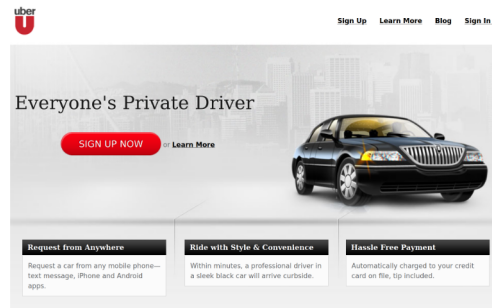 uber
U
Sign Up Learn More Blog Sign In
Everyone's Private Driver
SIGN UP NOW or Learn More
Request from Anywhere
Request a car from any mobile phone—
text message, iPhone and Android
apps.
Ride with Style & Convenience
Within minutes, a professional driver in
a sleek black car will arrive curbside.
Hassle Free Payment
Automatically charged to your credit
card on file, tip included.